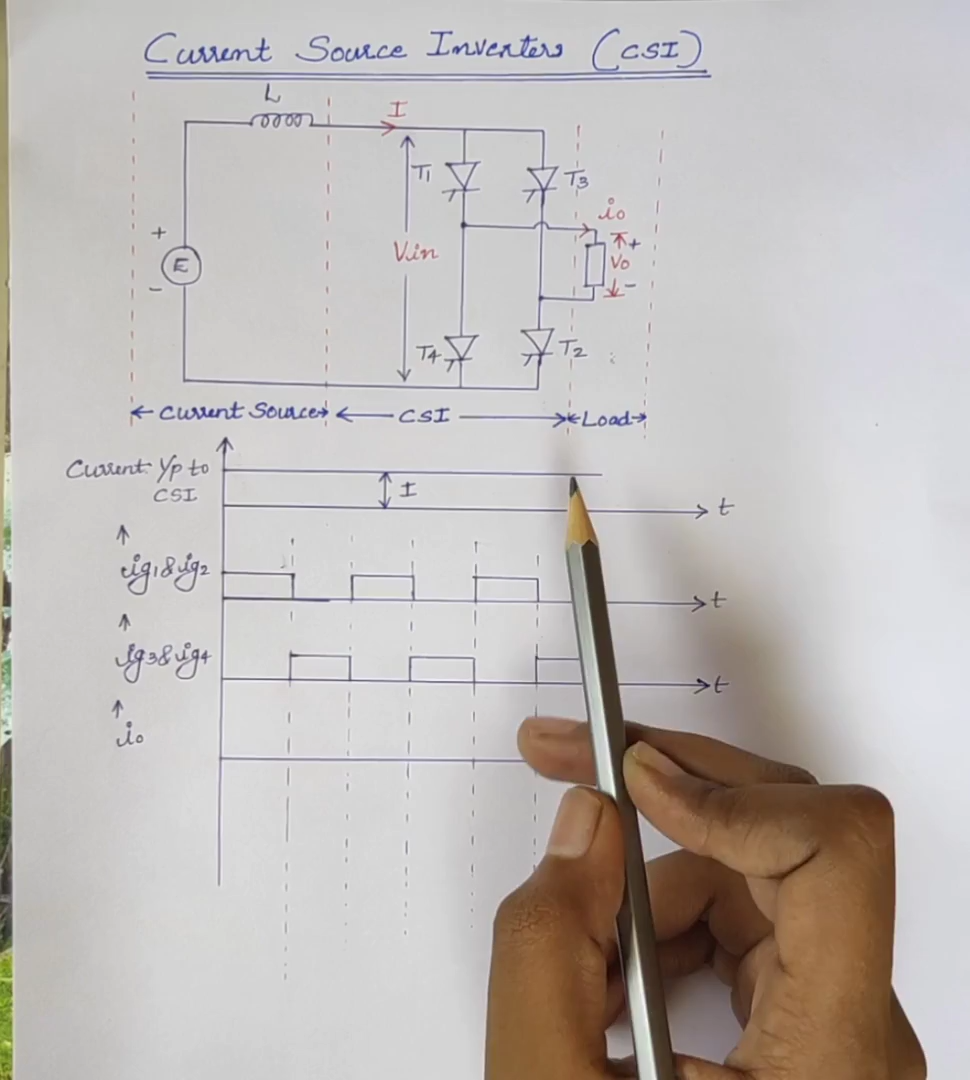 Current Source Inverters (CSI)
L
I
T1
T3
io
+
Vin
+
E
Vo
-
-
T4
T2
← Current Source → ← CSI → ← Load →
Current I/p to
CSI
I
t
ig1 & ig2
t
ig3 & ig4
t
io